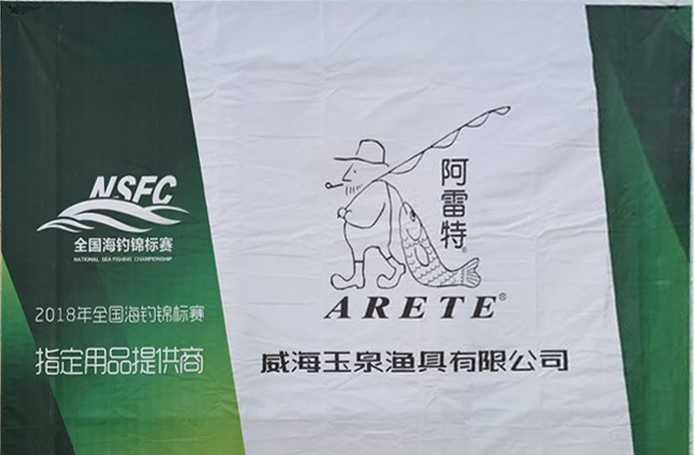 NSFC
全国海钓锦标赛
NATIONAL SEA FISHING CHAMPIONSHIP
2018年全国海钓锦标赛
指定用品提供商
阿雷特®
ARETE®
威海玉泉渔具有限公司